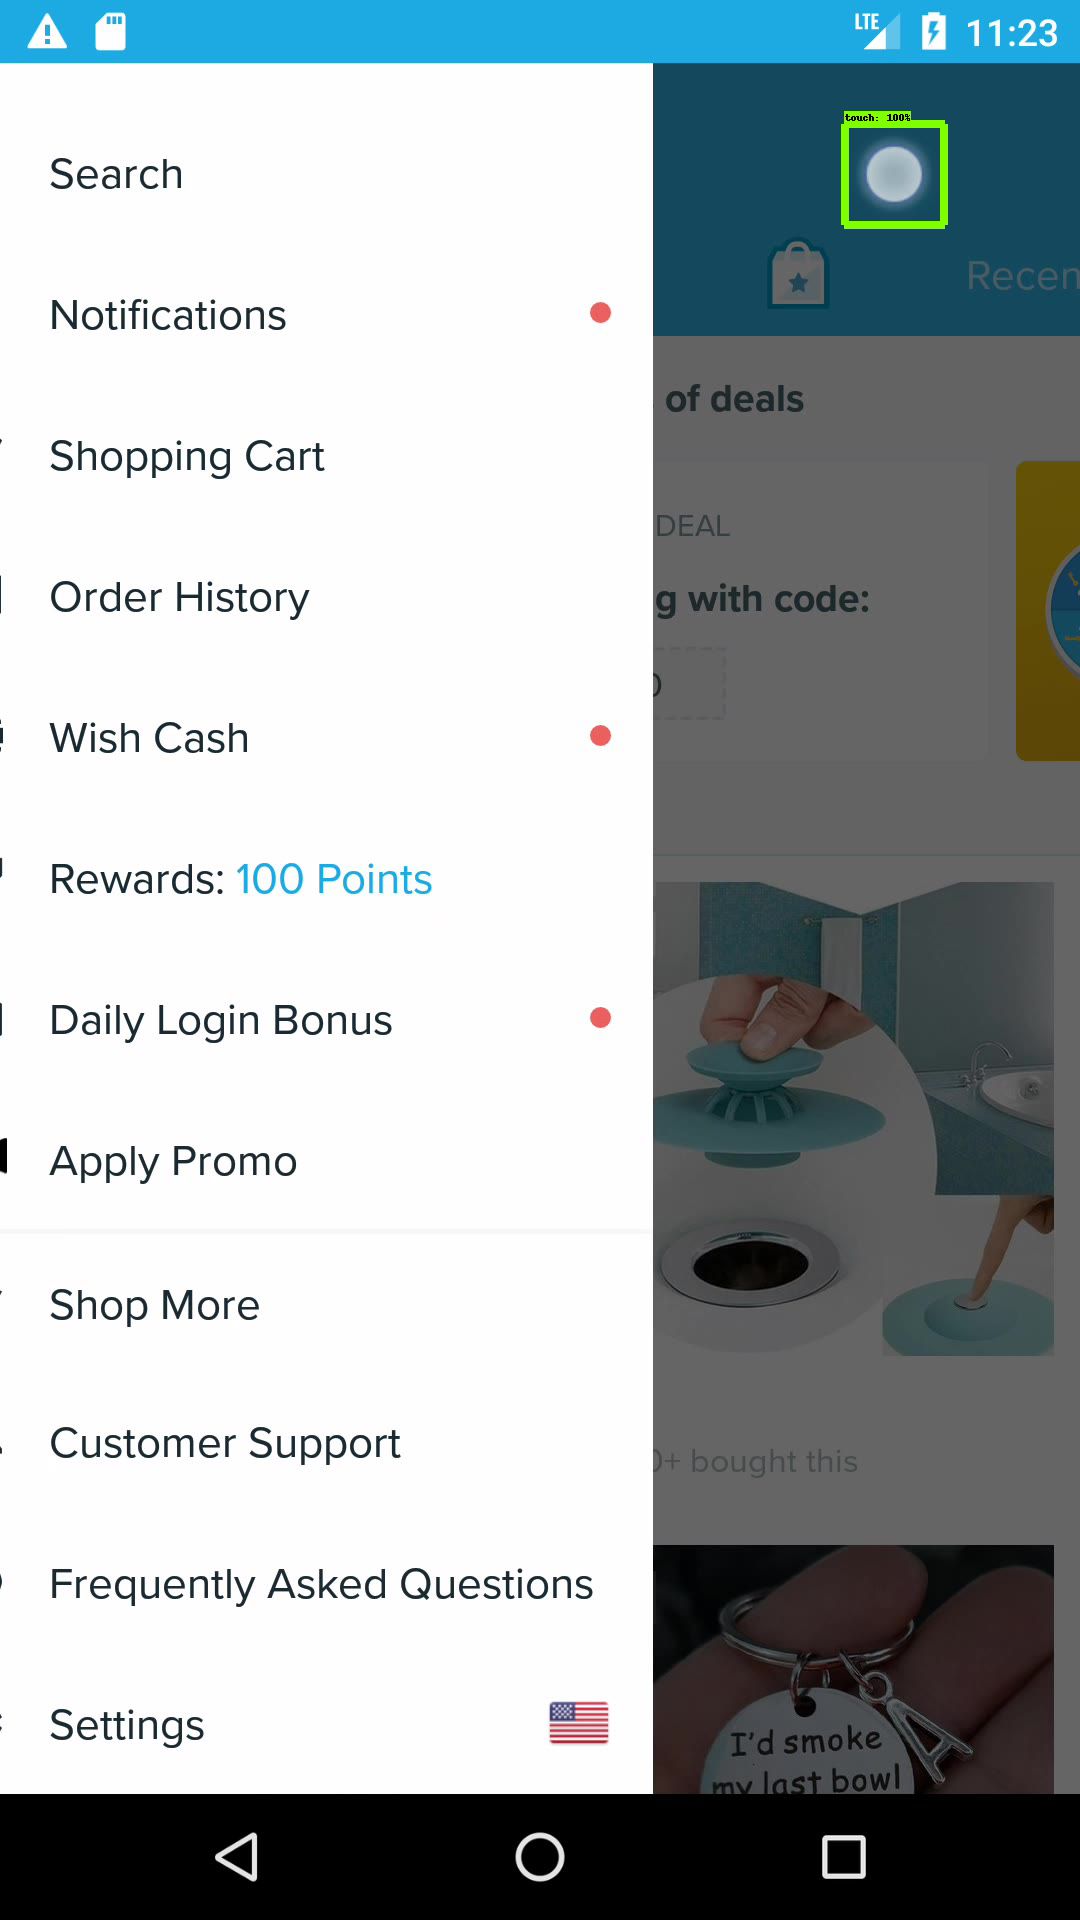 LTE 11:23
touch: 100%
Search
Notifications
Recen
of deals
Shopping Cart
DEAL
Order History
g with code:
Wish Cash
Rewards: 100 Points
Daily Login Bonus
Apply Promo
Shop More
Customer Support
0+ bought this
Frequently Asked Questions
Settings
I'd smoke
my last bowl
A